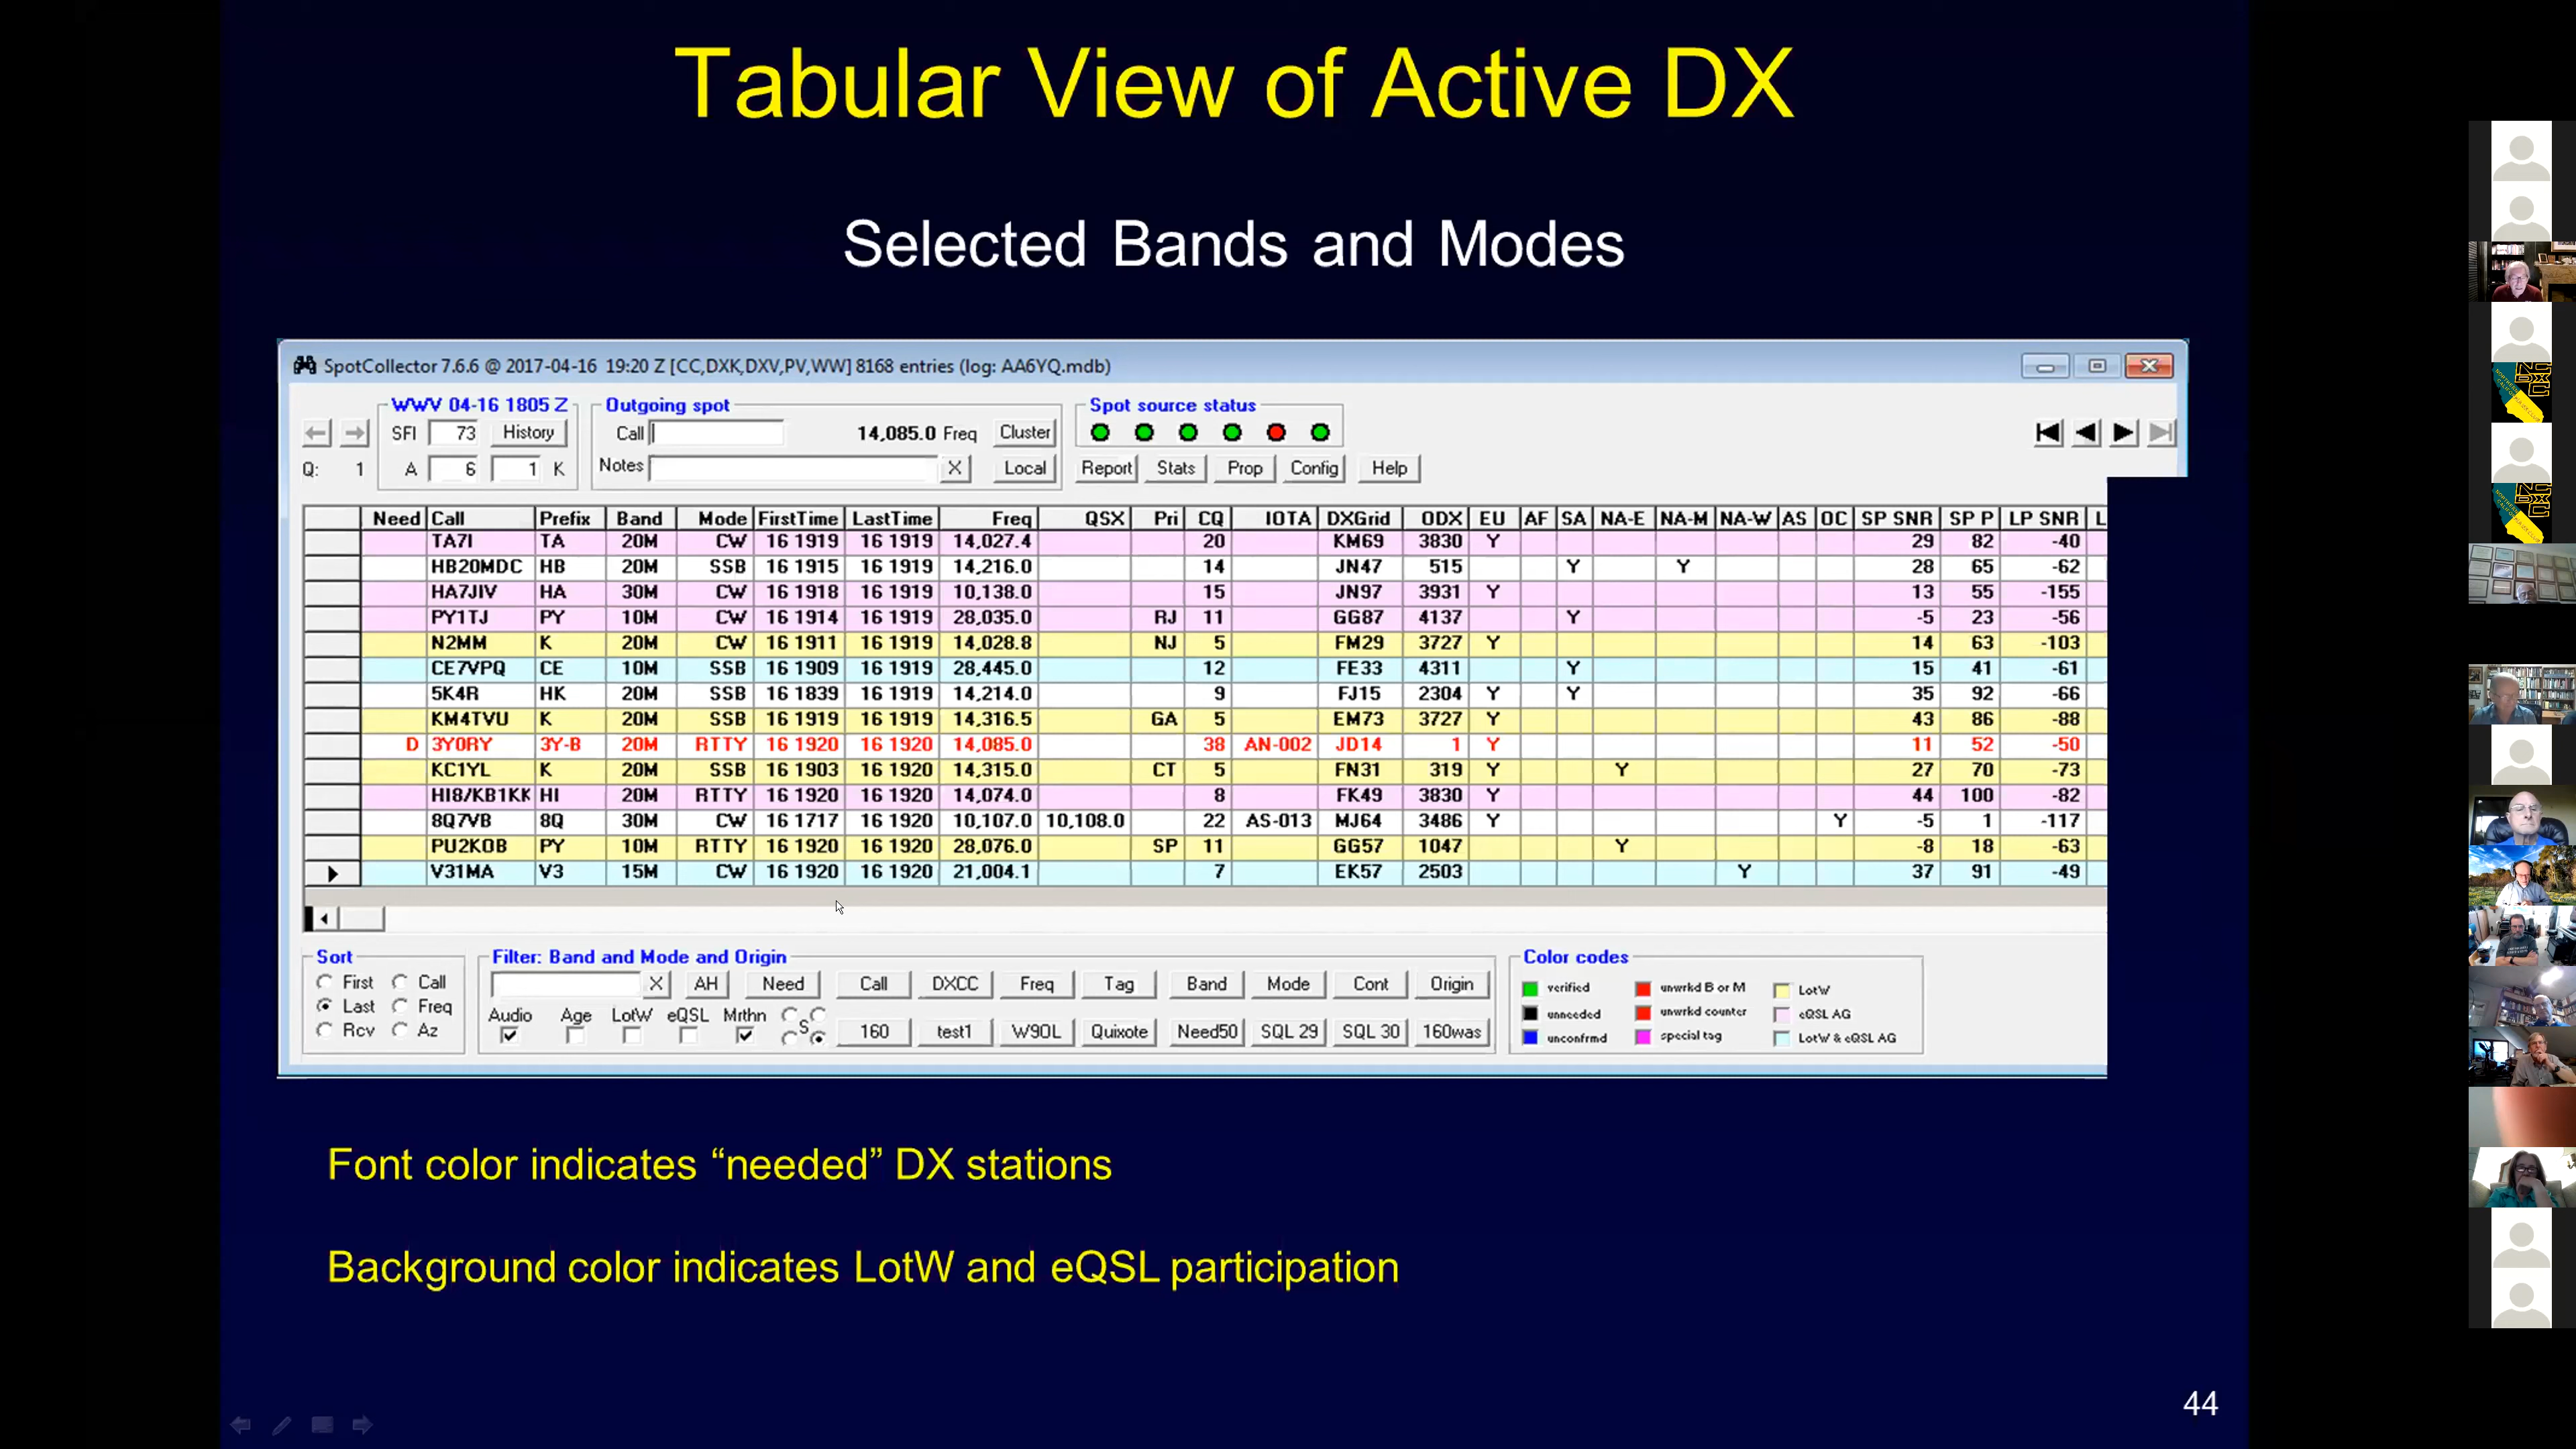 Tabular View of Active DX
Selected Bands and Modes
SpotCollector 7.6.6 @ 2017-04-16 19:20 Z [CC,DXK,DXV,PV,WW] 8168 entries (log: AA6YQ.mdb)
WWV 04-16 1805 Z
SFI 73 History
Q: 1 A 6 1 K
Outgoing spot
Call 14,085.0 Freq Cluster
Notes X Local
Spot source status
Report Stats Prop Config Help
Need Call Prefix Band Mode FirstTime LastTime Freq QSX Pri CQ IOTA DXGrid ODX EU AF SA NA-E NA-M NA-W AS OC SP SNR SP P LP SNR L
TA7I TA 20M CW 16 1919 16 1919 14,027.4 20 KM69 3830 Y 29 82 -40
HB20MDC HB 20M SSB 16 1915 16 1919 14,216.0 14 JN47 515 Y Y 28 65 -62
HA7JIV HA 30M CW 16 1918 16 1919 10,138.0 15 JN97 3931 Y 13 55 -155
PY1TJ PY 10M CW 16 1914 16 1919 28,035.0 RJ 11 GG87 4137 Y -5 23 -56
N2MM K 20M CW 16 1911 16 1919 14,028.8 NJ 5 FM29 3727 Y 14 63 -103
CE7VPQ CE 10M SSB 16 1909 16 1919 28,445.0 12 FE33 4311 Y 15 41 -61
5K4R HK 20M SSB 16 1839 16 1919 14,214.0 9 FJ15 2304 Y Y 35 92 -66
KM4TVU K 20M SSB 16 1919 16 1919 14,316.5 GA 5 EM73 3727 Y 43 86 -88
D 3Y0RY 3Y-B 20M RTTY 16 1920 16 1920 14,085.0 38 AN-002 JD14 1 Y 11 52 -50
KC1YL K 20M SSB 16 1903 16 1920 14,315.0 CT 5 FN31 319 Y Y 27 70 -73
HI8/KB1KK HI 20M RTTY 16 1920 16 1920 14,074.0 8 FK49 3830 Y 44 100 -82
8Q7VB 8Q 30M CW 16 1717 16 1920 10,107.0 10,108.0 22 AS-013 MJ64 3486 Y Y -5 1 -117
PU2KOB PY 10M RTTY 16 1920 16 1920 28,076.0 SP 11 GG57 1047 Y -8 18 -63
V31MA V3 15M CW 16 1920 16 1920 21,004.1 7 EK57 2503 Y 37 91 -49
Sort
First Call
Last Freq
Rcv Az
Filter: Band and Mode and Origin
X AH Need Call DXCC Freq Tag Band Mode Cont Origin
Audio Age LotW eQSL Mrthn S 160 test1 W9OL Quixote Need50 SQL 29 SQL 30 160was
Color codes
verified unwrkd B or M LotW
unneeded unwrkd counter eQSL AG
unconfrmd special tag LotW & eQSL AG
Font color indicates “needed” DX stations
Background color indicates LotW and eQSL participation
44